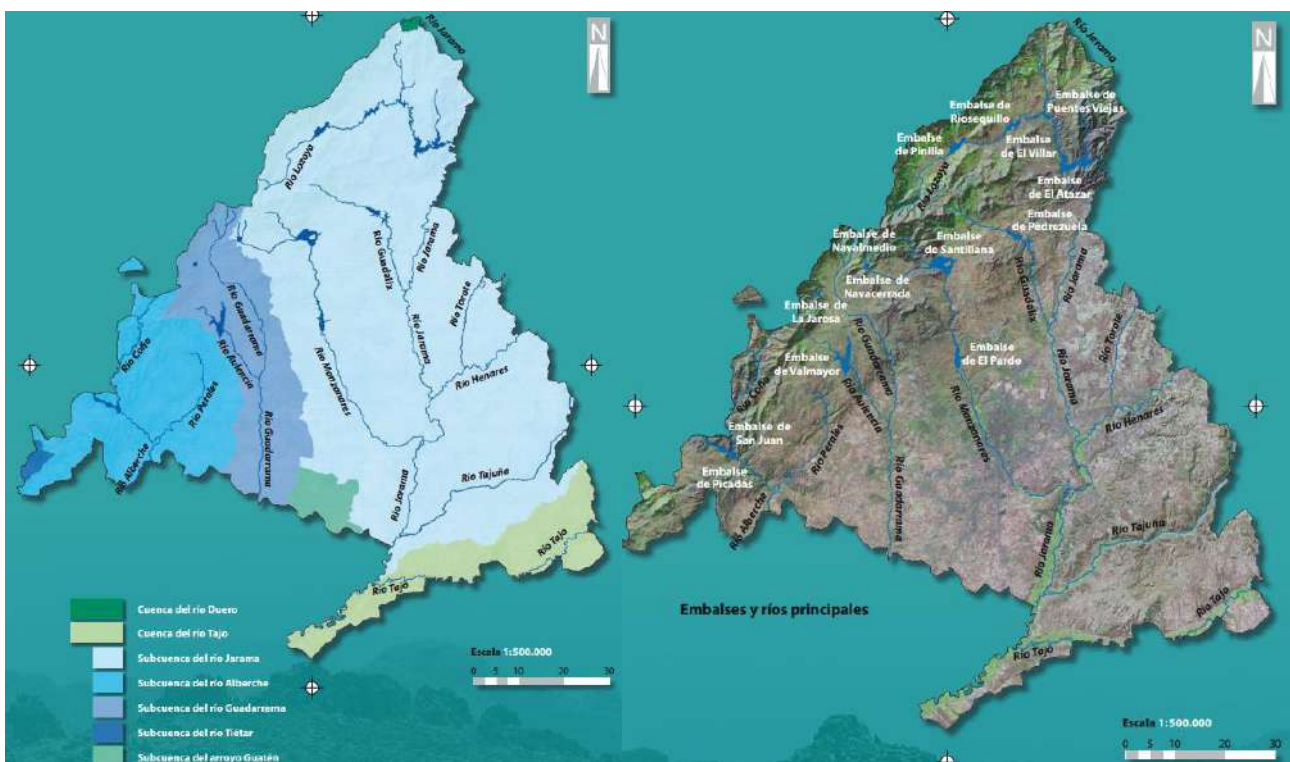 N
Río Jarama
Río Lozoya
Río Guadalix
Río Jarama
Río Torote
Río Jarama
Río Henares
Río Guadarrama
Río Aulencia
Río Manzanares
Río Cofio
Río Perales
Río Alberche
Río Guadarrama
Río Jarama
Río Tajuña
Río Tajo
Río Tajo
Cuenca del río Duero
Cuenca del río Tajo
Subcuenca del río Jarama
Subcuenca del río Alberche
Subcuenca del río Guadarrama
Subcuenca del río Tiétar
Subcuenca del arroyo Guatén
Escala 1:500.000
0 5 10 20 30
N
Río Jarama
Embalse de
Puentes Viejas
Embalse de
Riosequillo
Embalse
de Pinilla
Embalse
de El Villar
Río Lozoya
Embalse
de El Atazar
Embalse
de Pedrezuela
Embalse de
Navalmedio
Embalse
de Santillana
Río Guadalix
Río Jarama
Embalse de
Navacerrada
Embalse de
La Jarosa
Río Torote
Río Guadarrama
Embalse
de Valmayor
Embalse
de El Pardo
Río Jarama
Río Cofio
Río Aulencia
Río Manzanares
Río Henares
Embalse de
San Juan
Río Perales
Embalse
de Picadas
Río Alberche
Río Guadarrama
Río Jarama
Río Tajuña
Embalses y ríos principales
Río Tajo
Río Tajo
Escala 1:500.000
0 5 10 20 30